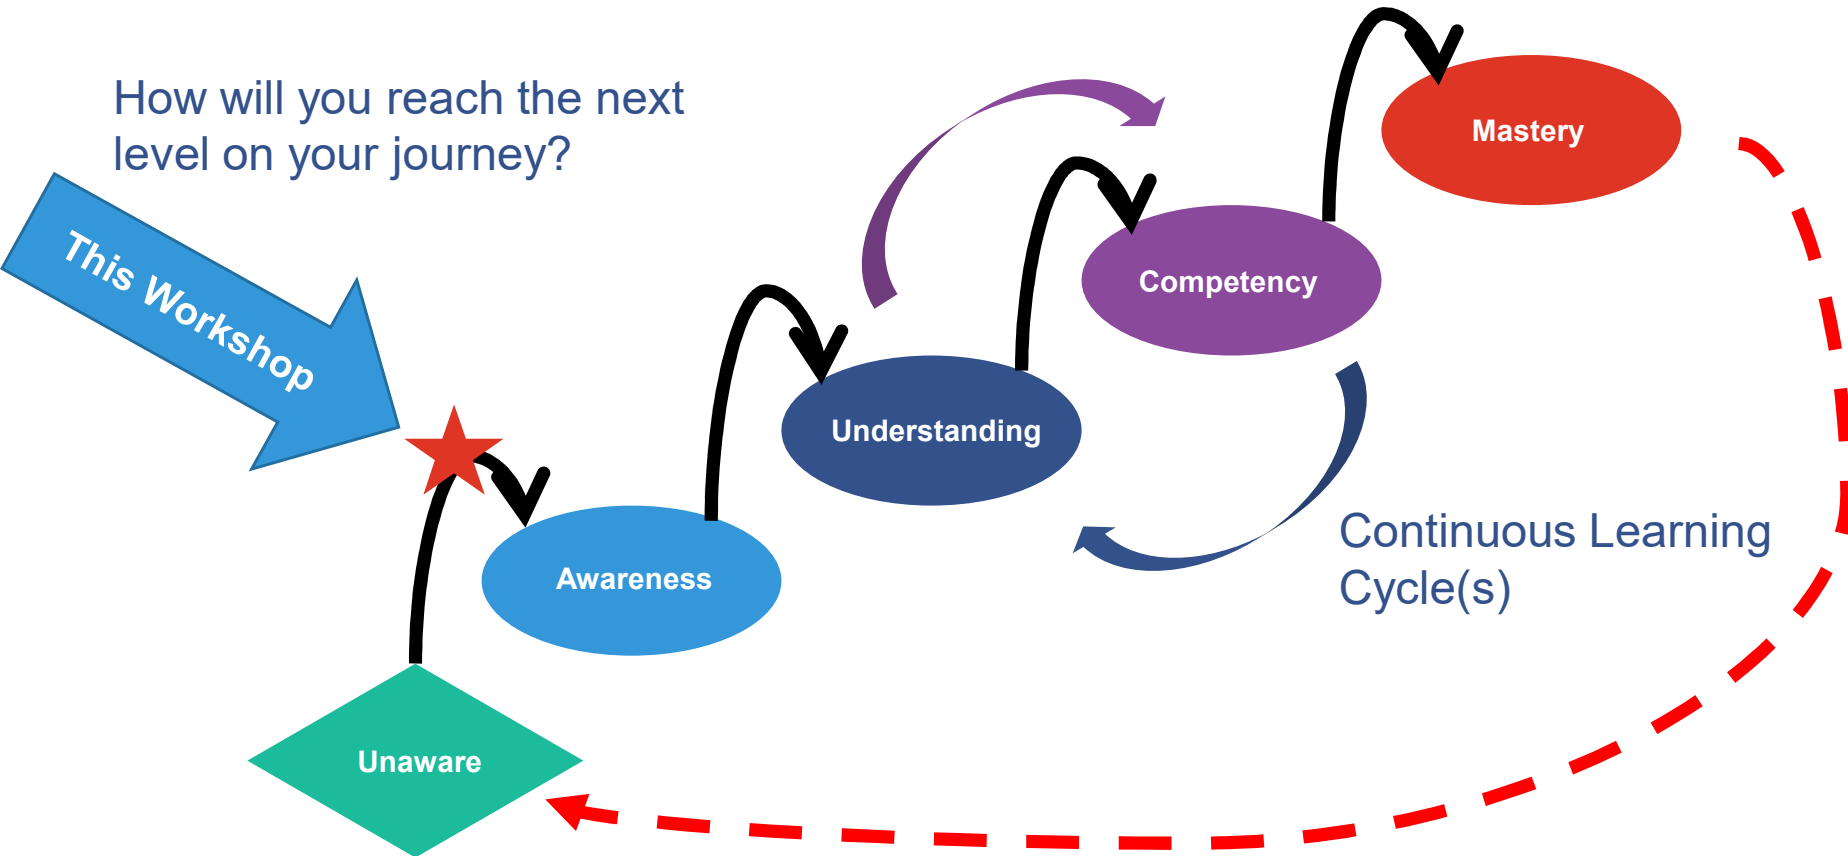 How will you reach the next
level on your journey?
This Workshop
Mastery
Competency
Understanding
Awareness
Unaware
Continuous Learning
Cycle(s)